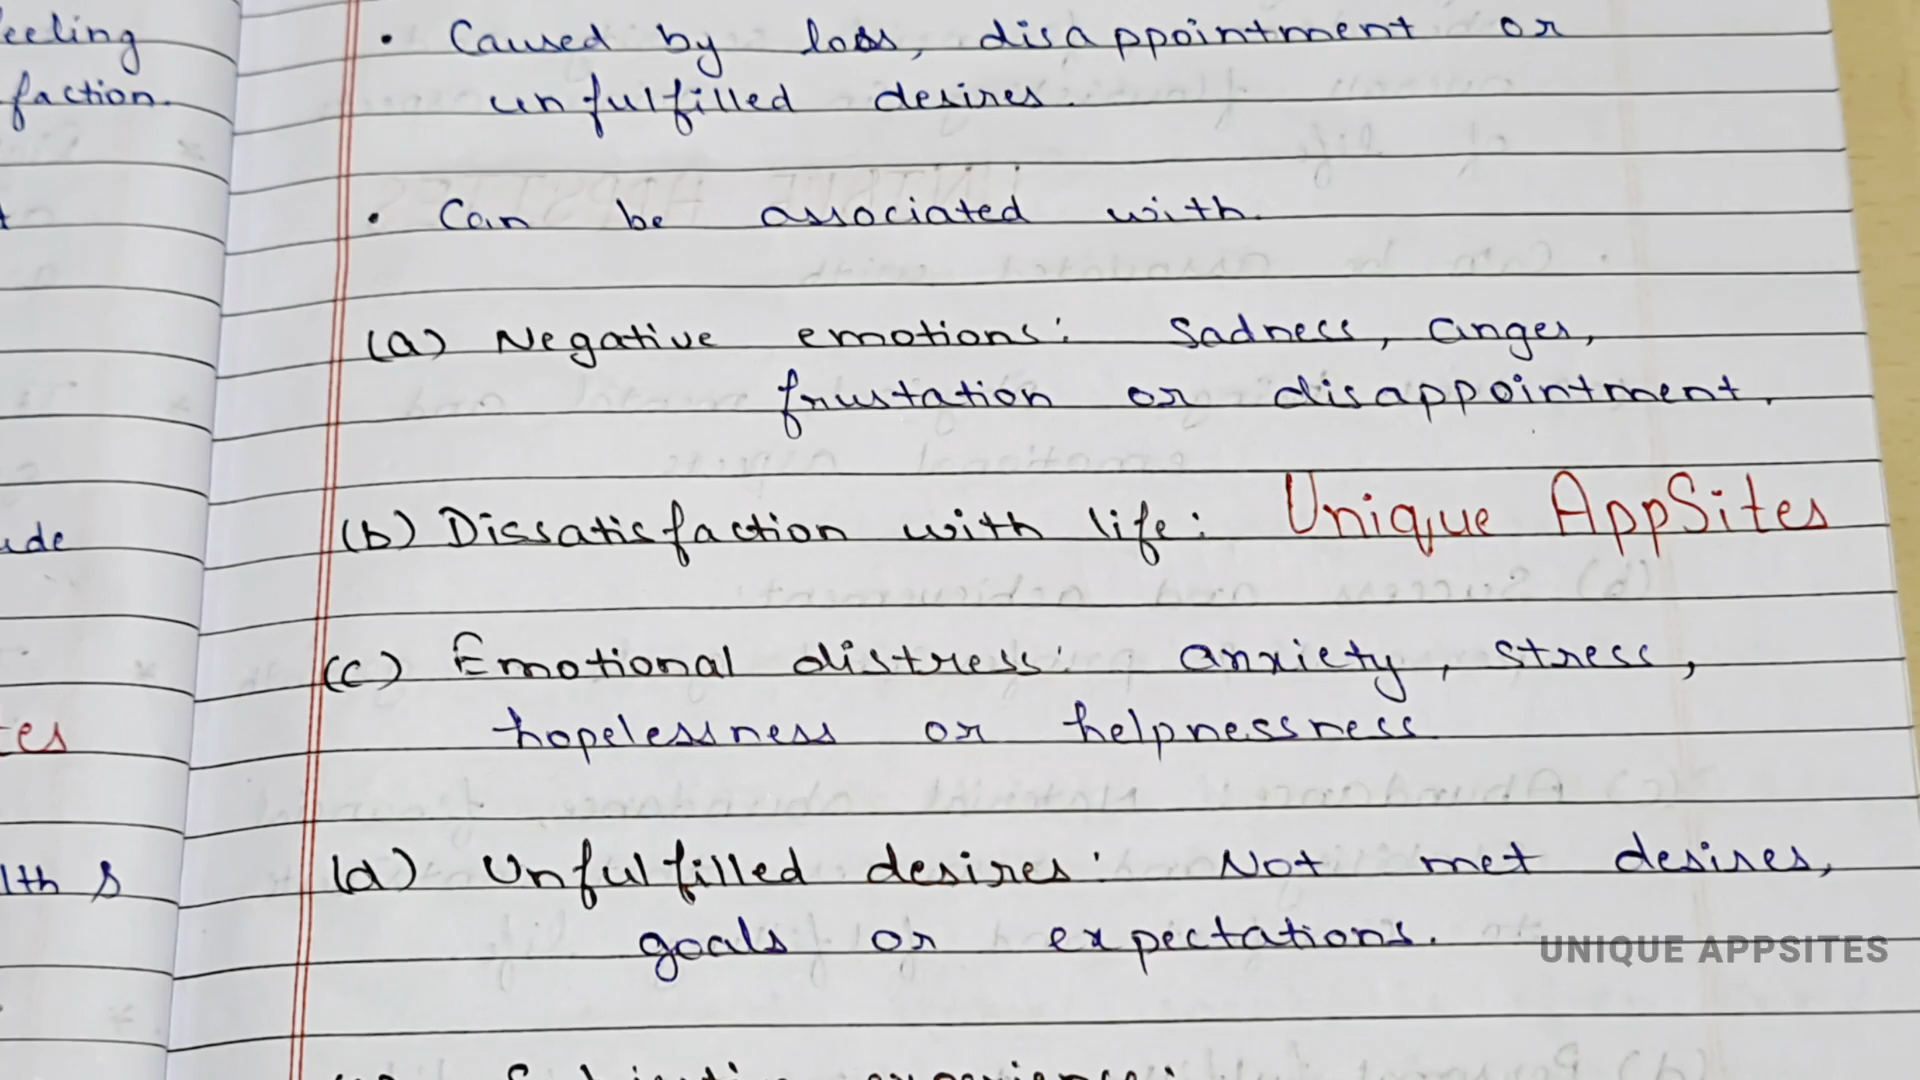 eeling
faction.
ide
es
lth &
• Caused by loss, disappointment or
unfulfilled desires.
• Can be associated with.
(a) Negative emotions: Sadness, anger,
frustation or disappointment.
(b) Dissatisfaction with life: Unique AppSites
(c) Emotional distress: anxiety, stress,
hopelessness or helpnessness.
(d) Unfulfilled desires: Not met desires,
goals or expectations.
UNIQUE APPSITES